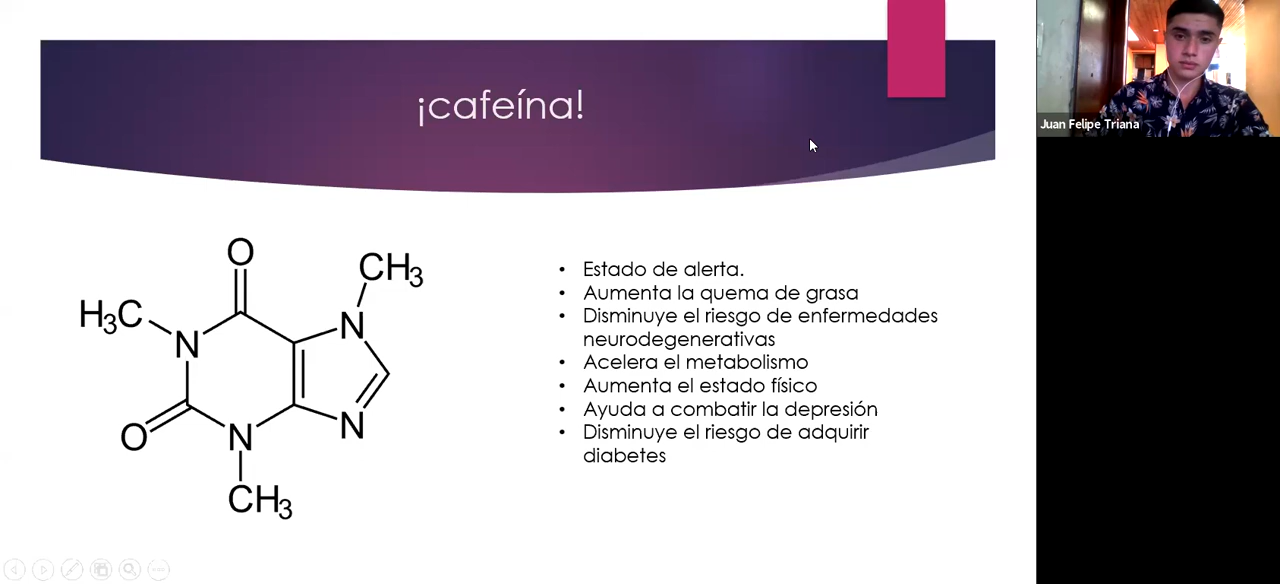 ¡cafeína!
Juan Felipe Triana
O
CH3
H3C
N
N
O
N
N
CH3
• Estado de alerta.
• Aumenta la quema de grasa
• Disminuye el riesgo de enfermedades
neurodegenerativas
• Acelera el metabolismo
• Aumenta el estado físico
• Ayuda a combatir la depresión
• Disminuye el riesgo de adquirir
diabetes